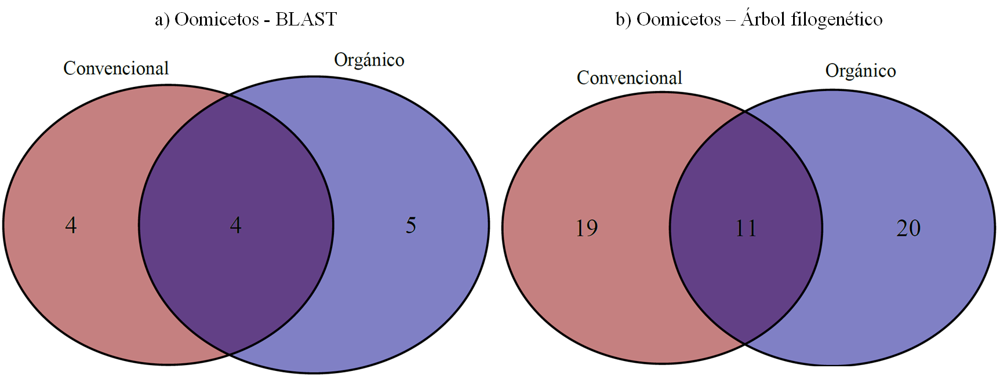 a) Oomicetos - BLAST
Convencional
Orgánico
4
4
5
b) Oomicetos – Árbol filogenético
Convencional
Orgánico
19
11
20